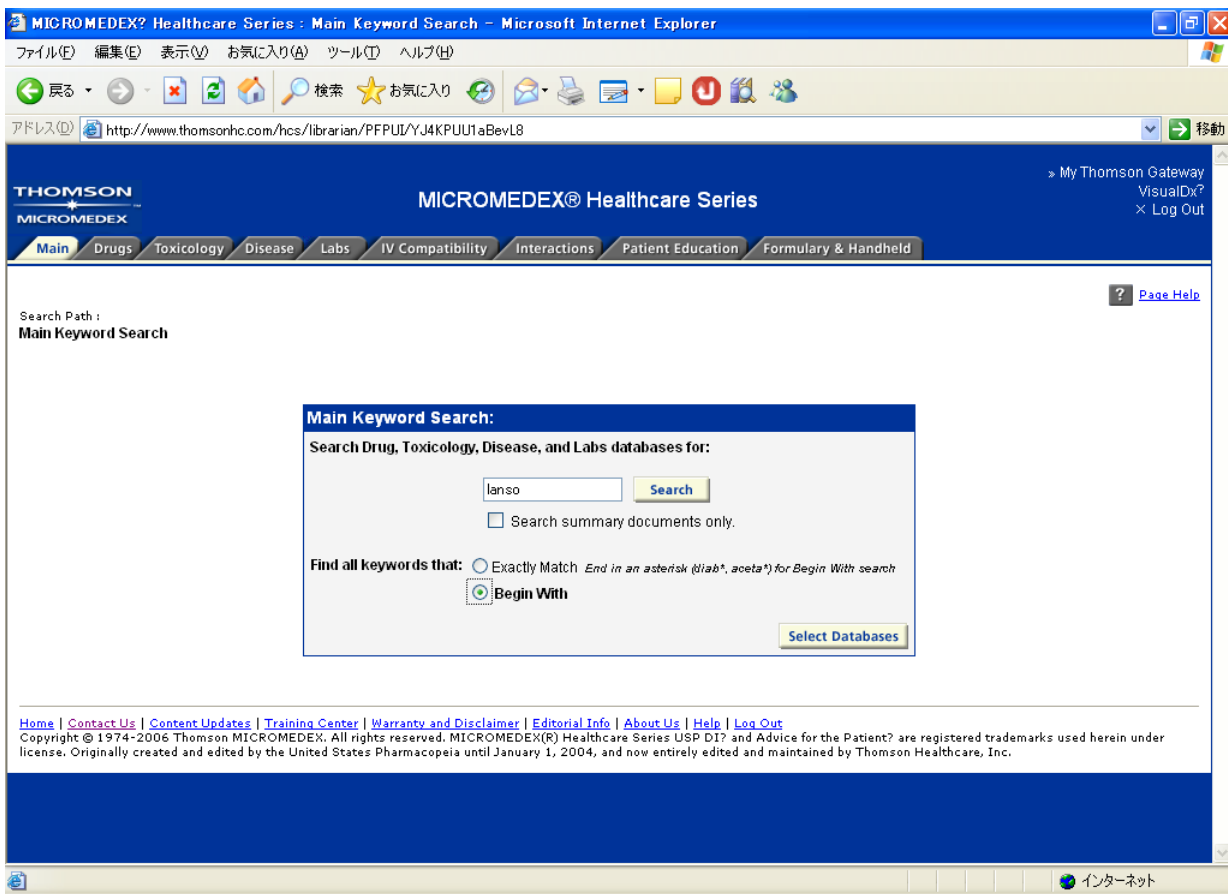 MICROMEDEX? Healthcare Series : Main Keyword Search - Microsoft Internet Explorer
ファイル(F) 編集(E) 表示(V) お気に入り(A) ツール(T) ヘルプ(H)
戻る 検索 お気に入り
アドレス(D) http://www.thomsonhc.com/hcs/librarian/PFPUI/YJ4KPUU1aBevL8 移動
» My Thomson Gateway
THOMSON
MICROMEDEX
MICROMEDEX® Healthcare Series
VisualDx?
× Log Out
Main Drugs Toxicology Disease Labs IV Compatibility Interactions Patient Education Formulary & Handheld
? Page Help
Search Path :
Main Keyword Search
Main Keyword Search:
Search Drug, Toxicology, Disease, and Labs databases for:
lanso Search
Search summary documents only.
Find all keywords that: Exactly Match End in an asterisk (diab*, aceta*) for Begin With search
Begin With
Select Databases
Home | Contact Us | Content Updates | Training Center | Warranty and Disclaimer | Editorial Info | About Us | Help | Log Out
Copyright © 1974-2006 Thomson MICROMEDEX. All rights reserved. MICROMEDEX(R) Healthcare Series USP DI? and Advice for the Patient? are registered trademarks used herein under
license. Originally created and edited by the United States Pharmacopeia until January 1, 2004, and now entirely edited and maintained by Thomson Healthcare, Inc.
インターネット